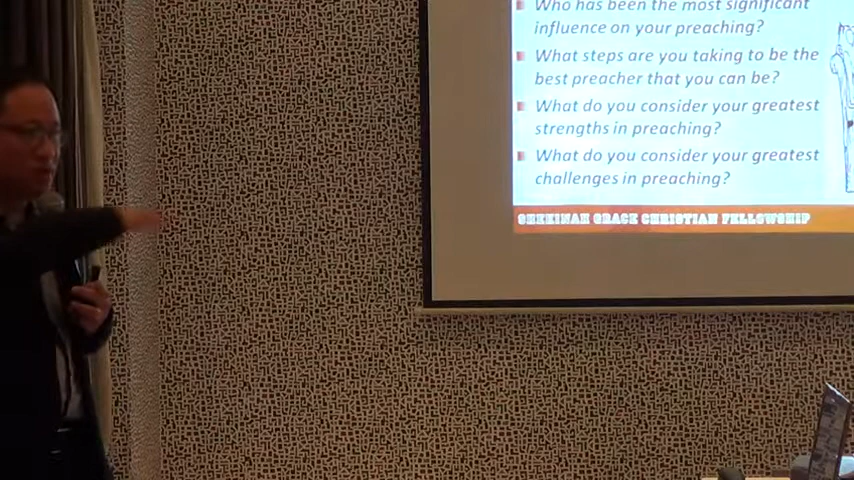 Who has been the most significant
influence on your preaching?
What steps are you taking to be the
best preacher that you can be?
What do you consider your greatest
strengths in preaching?
What do you consider your greatest
challenges in preaching?
SHEKINAH GRACE CHRISTIAN FELLOWSHIP